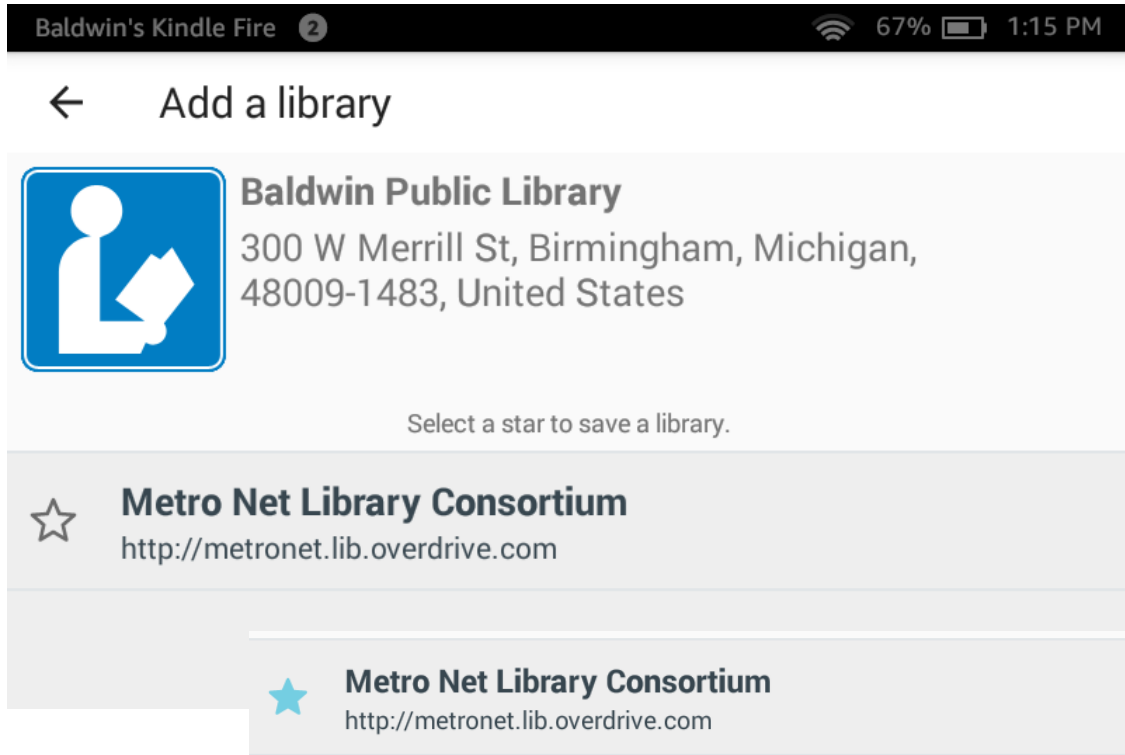 Baldwin's Kindle Fire 2 67% 1:15 PM
Add a library
Baldwin Public Library
300 W Merrill St, Birmingham, Michigan,
48009-1483, United States
Select a star to save a library.
Metro Net Library Consortium
http://metronet.lib.overdrive.com
Metro Net Library Consortium
http://metronet.lib.overdrive.com